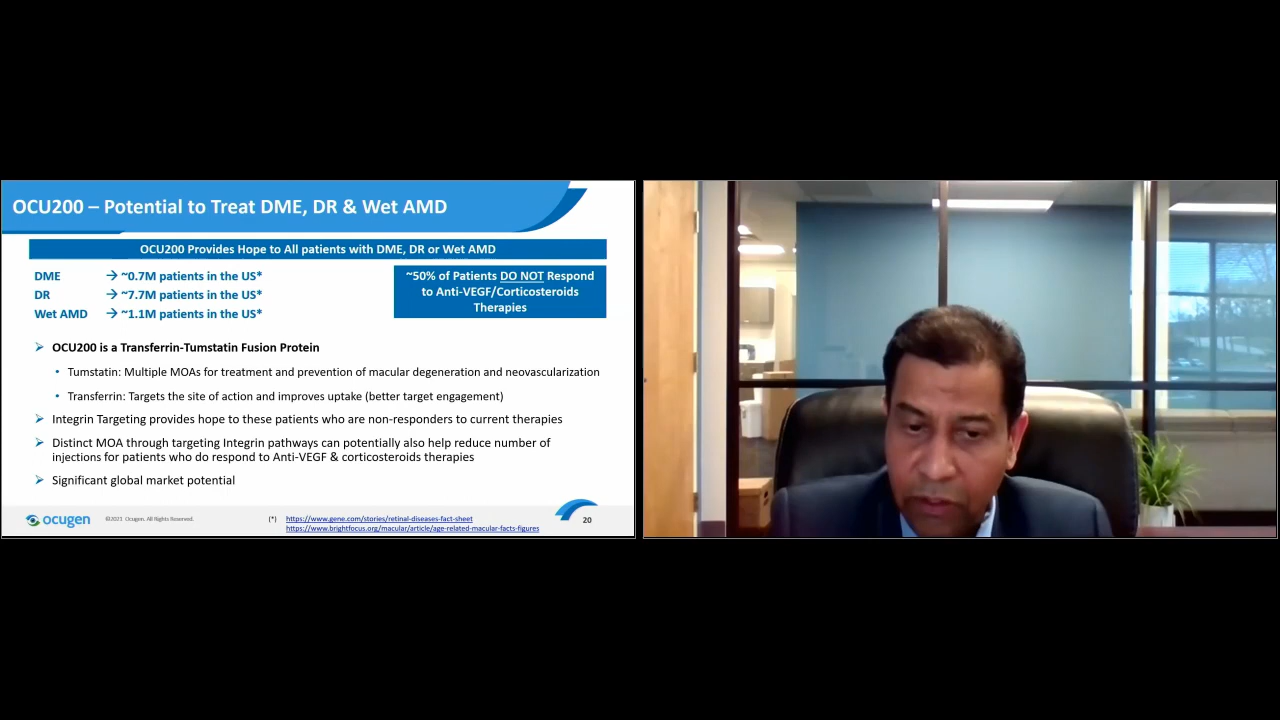 OCU200 – Potential to Treat DME, DR & Wet AMD
OCU200 Provides Hope to All patients with DME, DR or Wet AMD
DME → ~0.7M patients in the US*
DR → ~7.7M patients in the US*
Wet AMD → ~1.1M patients in the US*
~50% of Patients DO NOT Respond
to Anti-VEGF/Corticosteroids
Therapies
➢ OCU200 is a Transferrin-Tumstatin Fusion Protein
• Tumstatin: Multiple MOAs for treatment and prevention of macular degeneration and neovascularization
• Transferrin: Targets the site of action and improves uptake (better target engagement)
➢ Integrin Targeting provides hope to these patients who are non-responders to current therapies
➢ Distinct MOA through targeting Integrin pathways can potentially also help reduce number of
injections for patients who do respond to Anti-VEGF & corticosteroids therapies
➢ Significant global market potential
ocugen
©2021 Ocugen. All Rights Reserved.
(*) https://www.gene.com/stories/retinal-diseases-fact-sheet
https://www.brightfocus.org/macular/article/age-related-macular-facts-figures
20